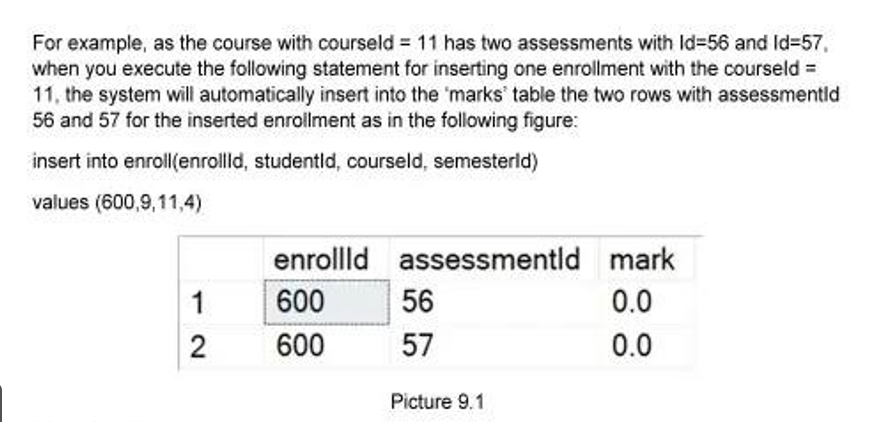 For example, as the course with courseId = 11 has two assessments with Id=56 and Id=57,
when you execute the following statement for inserting one enrollment with the courseId =
11, the system will automatically insert into the 'marks' table the two rows with assessmentId
56 and 57 for the inserted enrollment as in the following figure:
insert into enroll(enrollId, studentId, courseId, semesterId)
values (600,9,11,4)
enrollId assessmentId mark
1 600 56 0.0
2 600 57 0.0
Picture 9.1